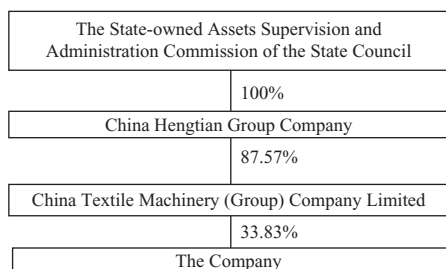 The State-owned Assets Supervision and
Administration Commission of the State Council
100%
China Hengtian Group Company
87.57%
China Textile Machinery (Group) Company Limited
33.83%
The Company